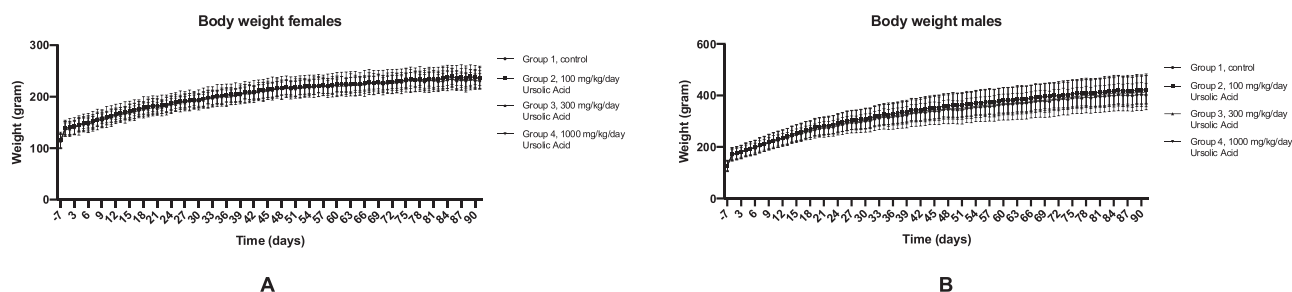 Body weight females
300
200
100
0
Weight (gram)
-7 3 6 9 12 15 18 21 24 27 30 33 36 39 42 45 48 51 54 57 60 63 66 69 72 75 78 81 84 87 90
Time (days)
Group 1, control
Group 2, 100 mg/kg/day
Ursolic Acid
Group 3, 300 mg/kg/day
Ursolic Acid
Group 4, 1000 mg/kg/day
Ursolic Acid
A
Body weight males
600
400
200
0
Weight (gram)
-7 3 6 9 12 15 18 21 24 27 30 33 36 39 42 45 48 51 54 57 60 63 66 69 72 75 78 81 84 87 90
Time (days)
Group 1, control
Group 2, 100 mg/kg/day
Ursolic Acid
Group 3, 300 mg/kg/day
Ursolic Acid
Group 4, 1000 mg/kg/day
Ursolic Acid
B